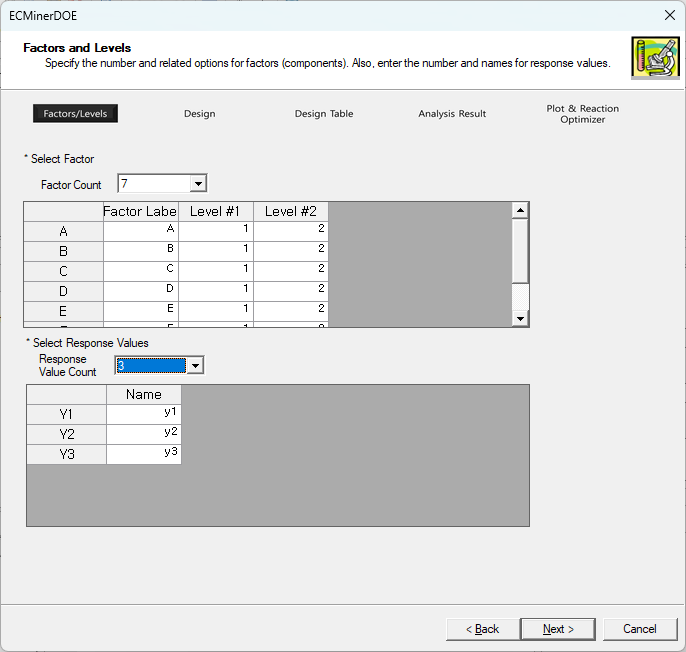 ECMinerDOE
Factors and Levels
Specify the number and related options for factors (components). Also, enter the number and names for response values.
Factors/Levels Design Design Table Analysis Result Plot & Reaction Optimizer
* Select Factor
Factor Count 7
Factor Labe Level #1 Level #2
A A 1 2
B B 1 2
C C 1 2
D D 1 2
E E 1 2
* Select Response Values
Response
Value Count 3
Name
Y1 y1
Y2 y2
Y3 y3
< Back Next > Cancel